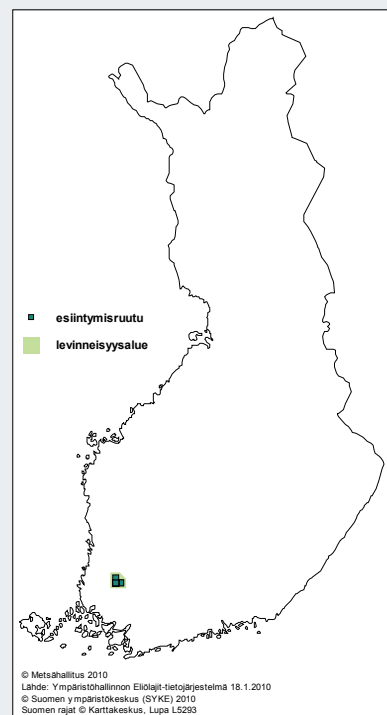 esiintymisruutu
levinneisyysalue
© Metsähallitus 2010
Lähde: Ympäristöhallinnon Eliölajit-tietojärjestelmä 18.1.2010
© Suomen ympäristökeskus (SYKE) 2010
Suomen rajat © Karttakeskus, Lupa L5293